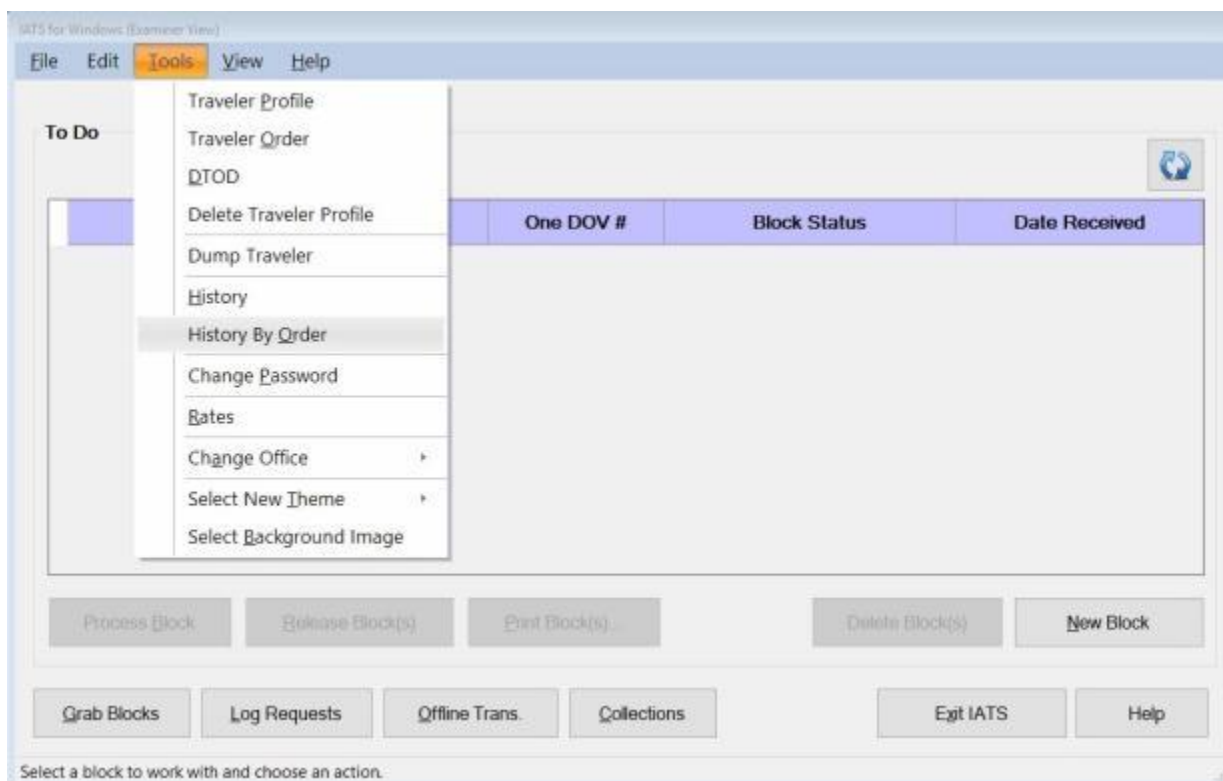 IATS for Windows (Examiner View)
File Edit Tools View Help
Traveler Profile
To Do
Traveler Order
DTOD
Delete Traveler Profile
One DOV # Block Status Date Received
Dump Traveler
History
History By Order
Change Password
Rates
Change Office
Select New Theme
Select Background Image
Process Block Release Block(s) Print Block(s)... Delete Block(s) New Block
Grab Blocks Log Requests Offline Trans. Collections Exit IATS Help
Select a block to work with and choose an action.